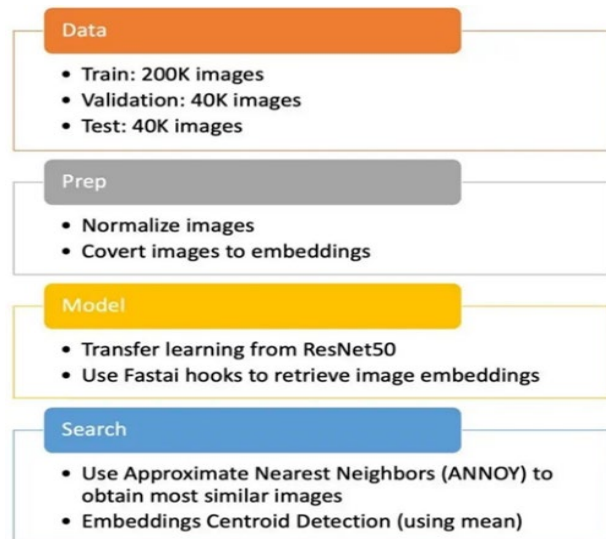 Data
• Train: 200K images
• Validation: 40K images
• Test: 40K images
Prep
• Normalize images
• Covert images to embeddings
Model
• Transfer learning from ResNet50
• Use Fastai hooks to retrieve image embeddings
Search
• Use Approximate Nearest Neighbors (ANNOY) to
obtain most similar images
• Embeddings Centroid Detection (using mean)